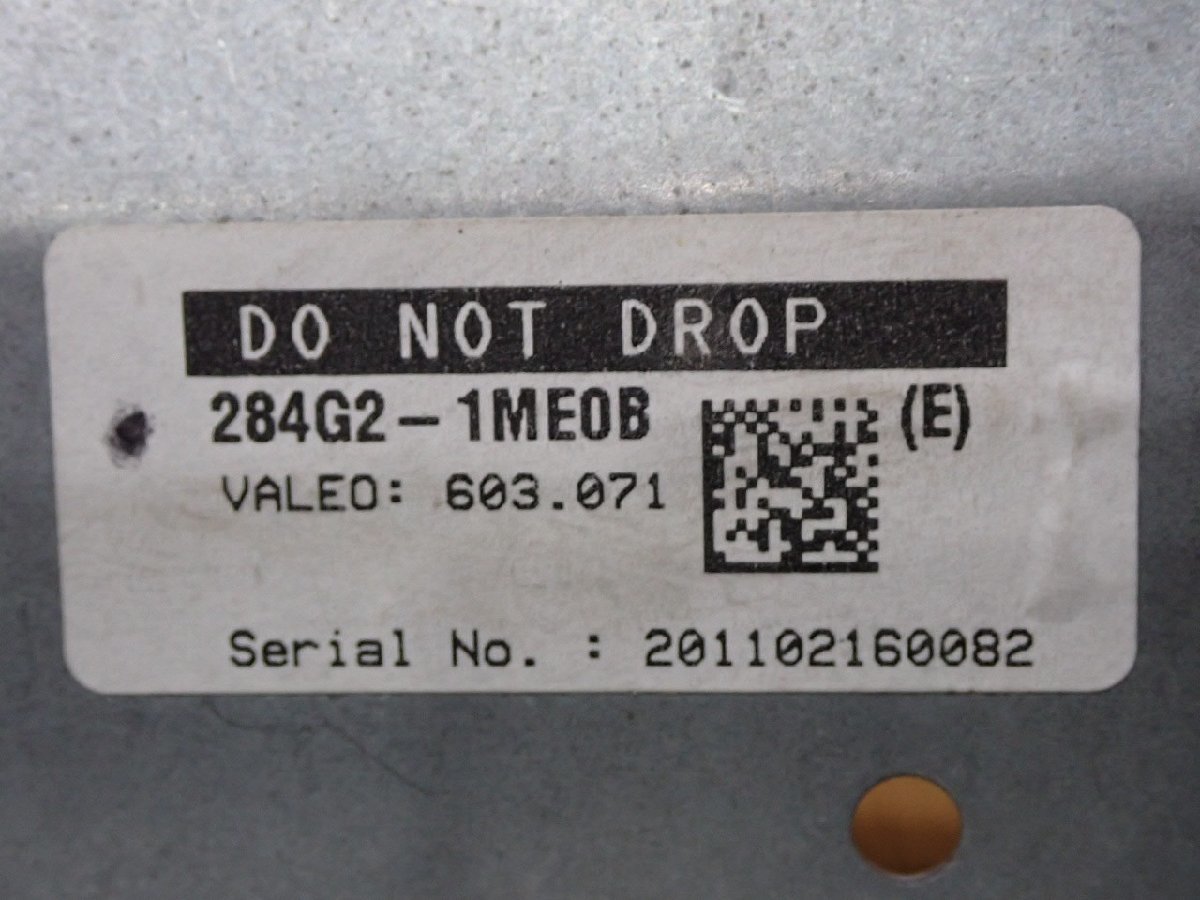 DO NOT DROP
284G2-1ME0B (E)
VALEO: 603.071
Serial No. : 201102160082